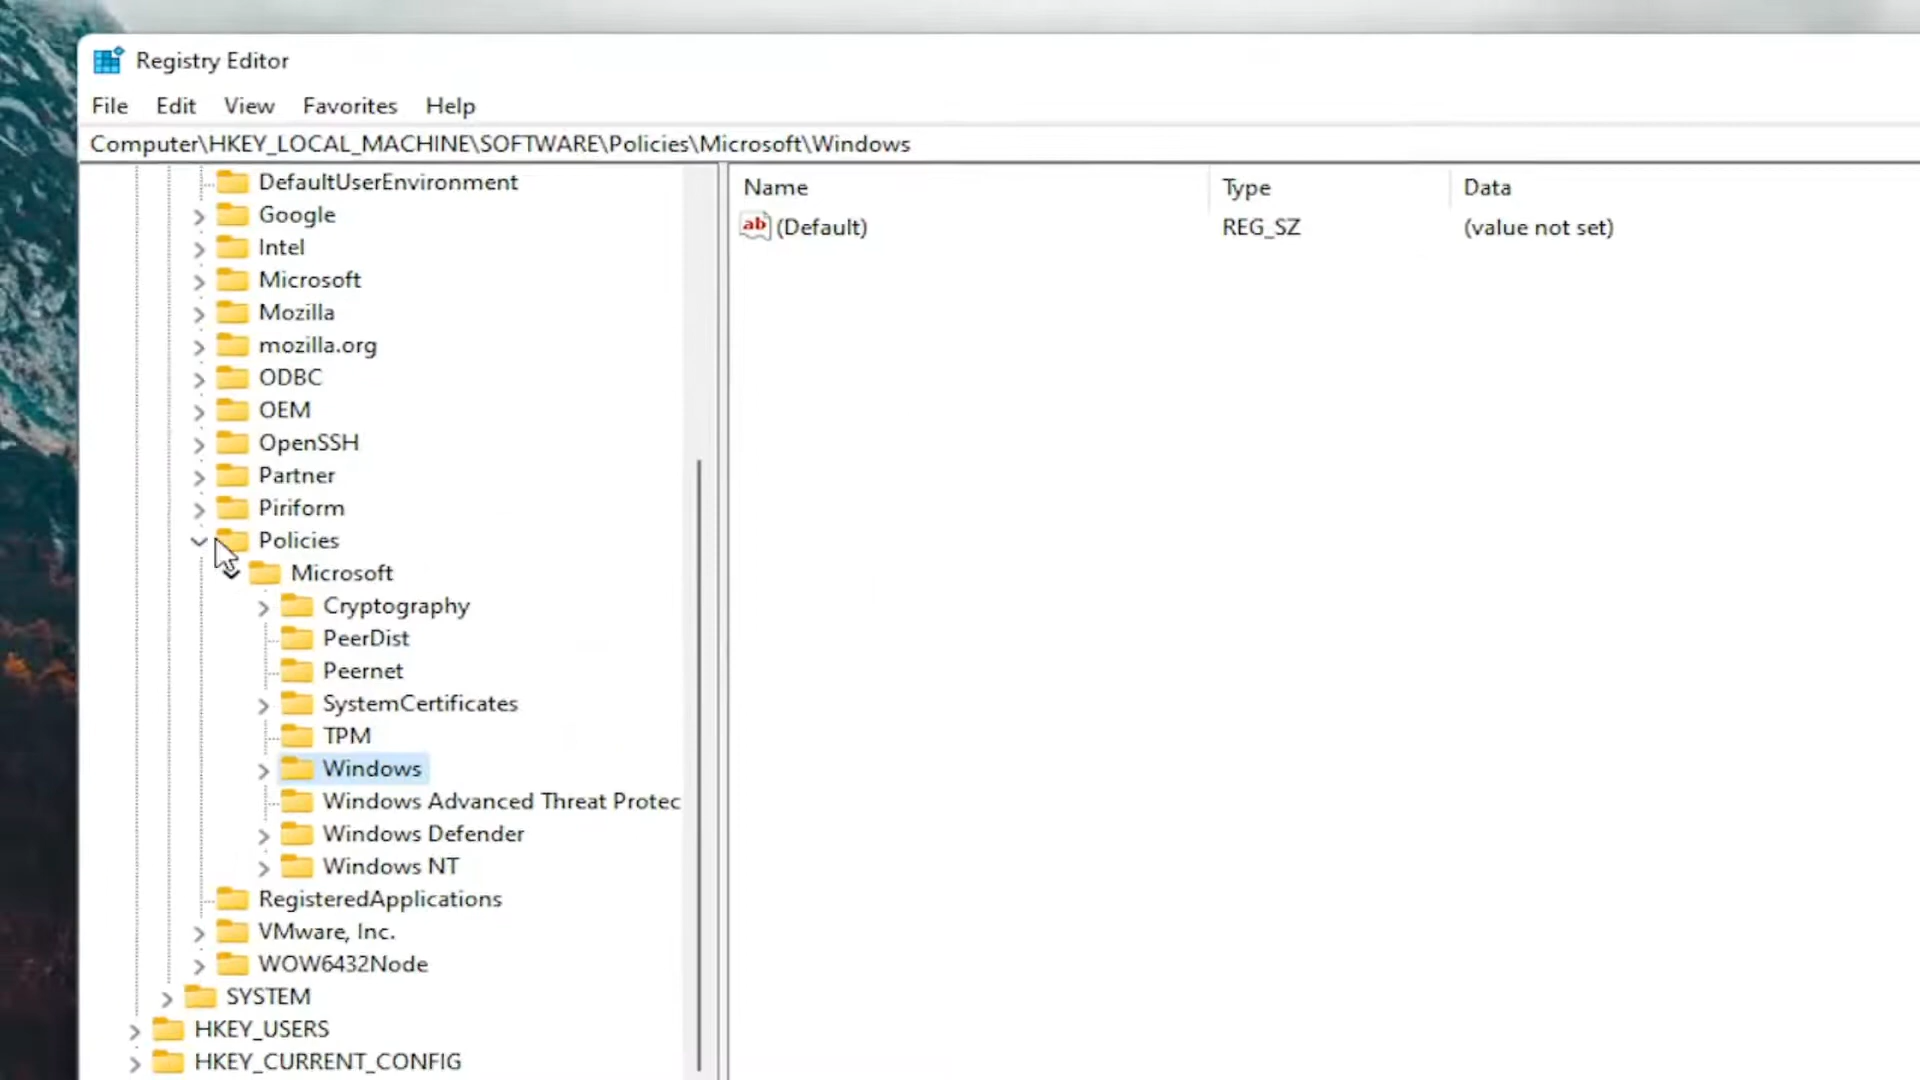 Registry Editor
File Edit View Favorites Help
Computer\HKEY_LOCAL_MACHINE\SOFTWARE\Policies\Microsoft\Windows
DefaultUserEnvironment
Google
Intel
Microsoft
Mozilla
mozilla.org
ODBC
OEM
OpenSSH
Partner
Piriform
Policies
Microsoft
Cryptography
PeerDist
Peernet
SystemCertificates
TPM
Windows
Windows Advanced Threat Protec
Windows Defender
Windows NT
RegisteredApplications
VMware, Inc.
WOW6432Node
SYSTEM
HKEY_USERS
HKEY_CURRENT_CONFIG
Name Type Data
ab (Default) REG_SZ (value not set)